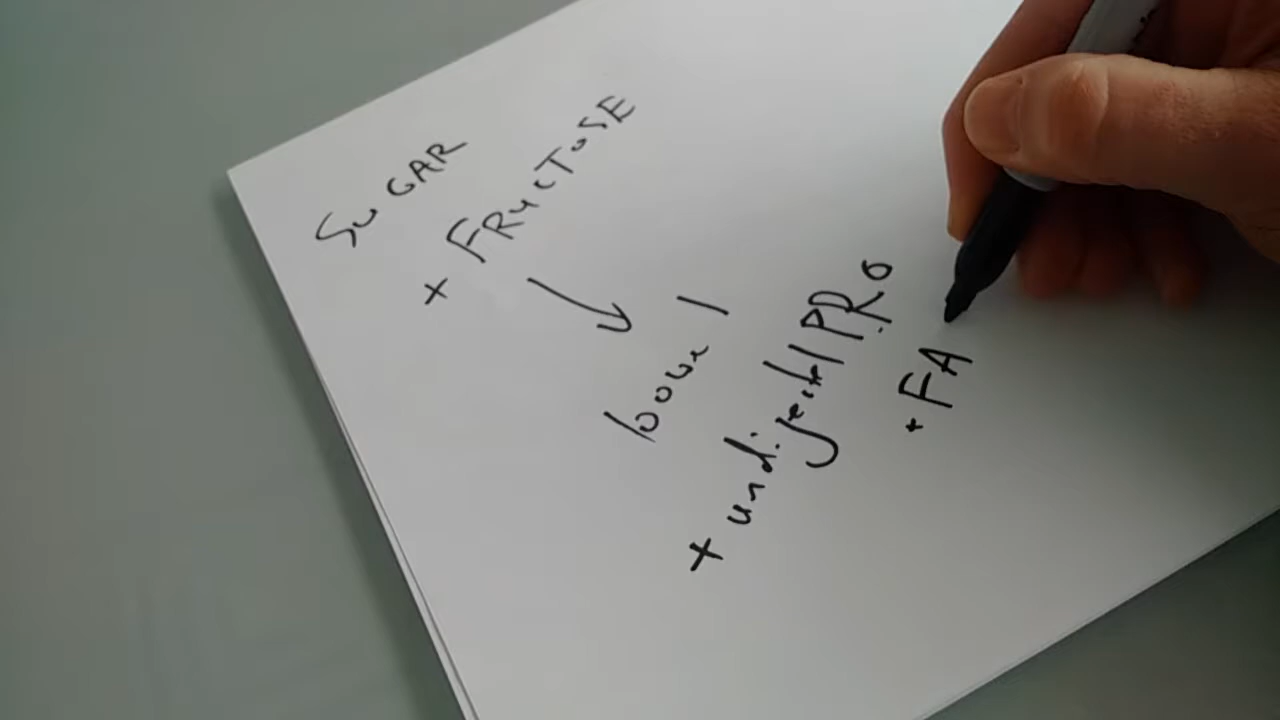 SUGAR
+ FRUCTOSE
↓
bowel
+ undigested PRO
+ FA